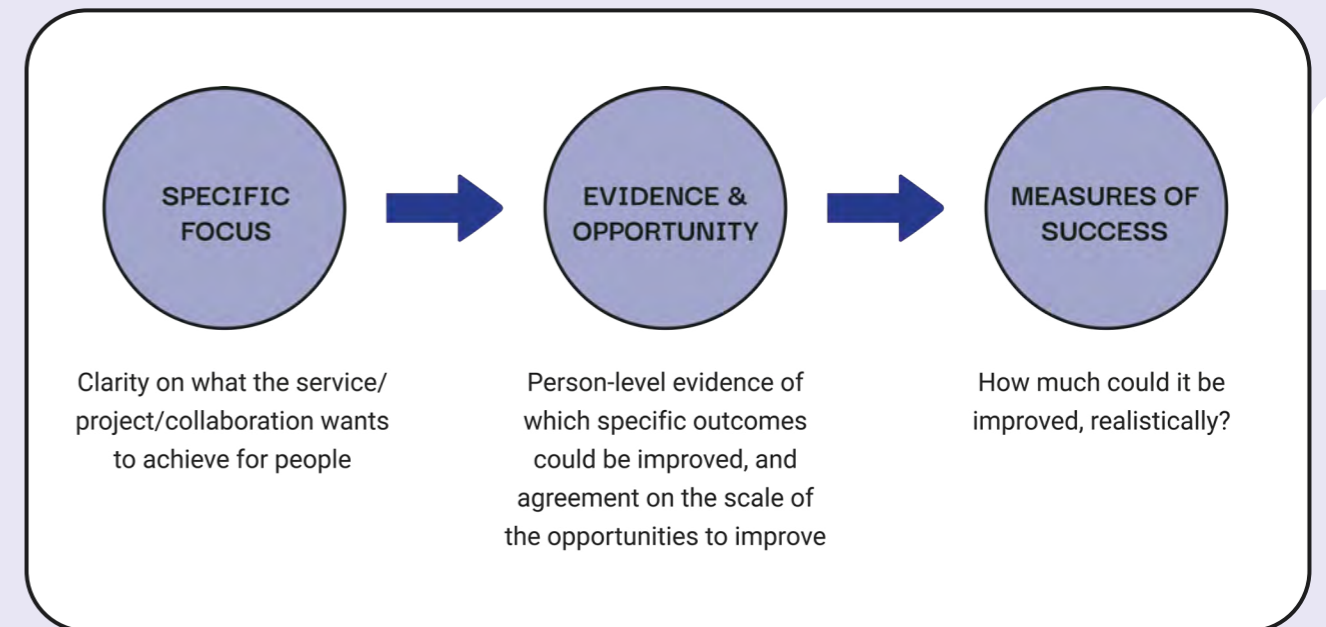 SPECIFIC
FOCUS
Clarity on what the service/
project/collaboration wants
to achieve for people
EVIDENCE &
OPPORTUNITY
Person-level evidence of
which specific outcomes
could be improved, and
agreement on the scale of
the opportunities to improve
MEASURES OF
SUCCESS
How much could it be
improved, realistically?